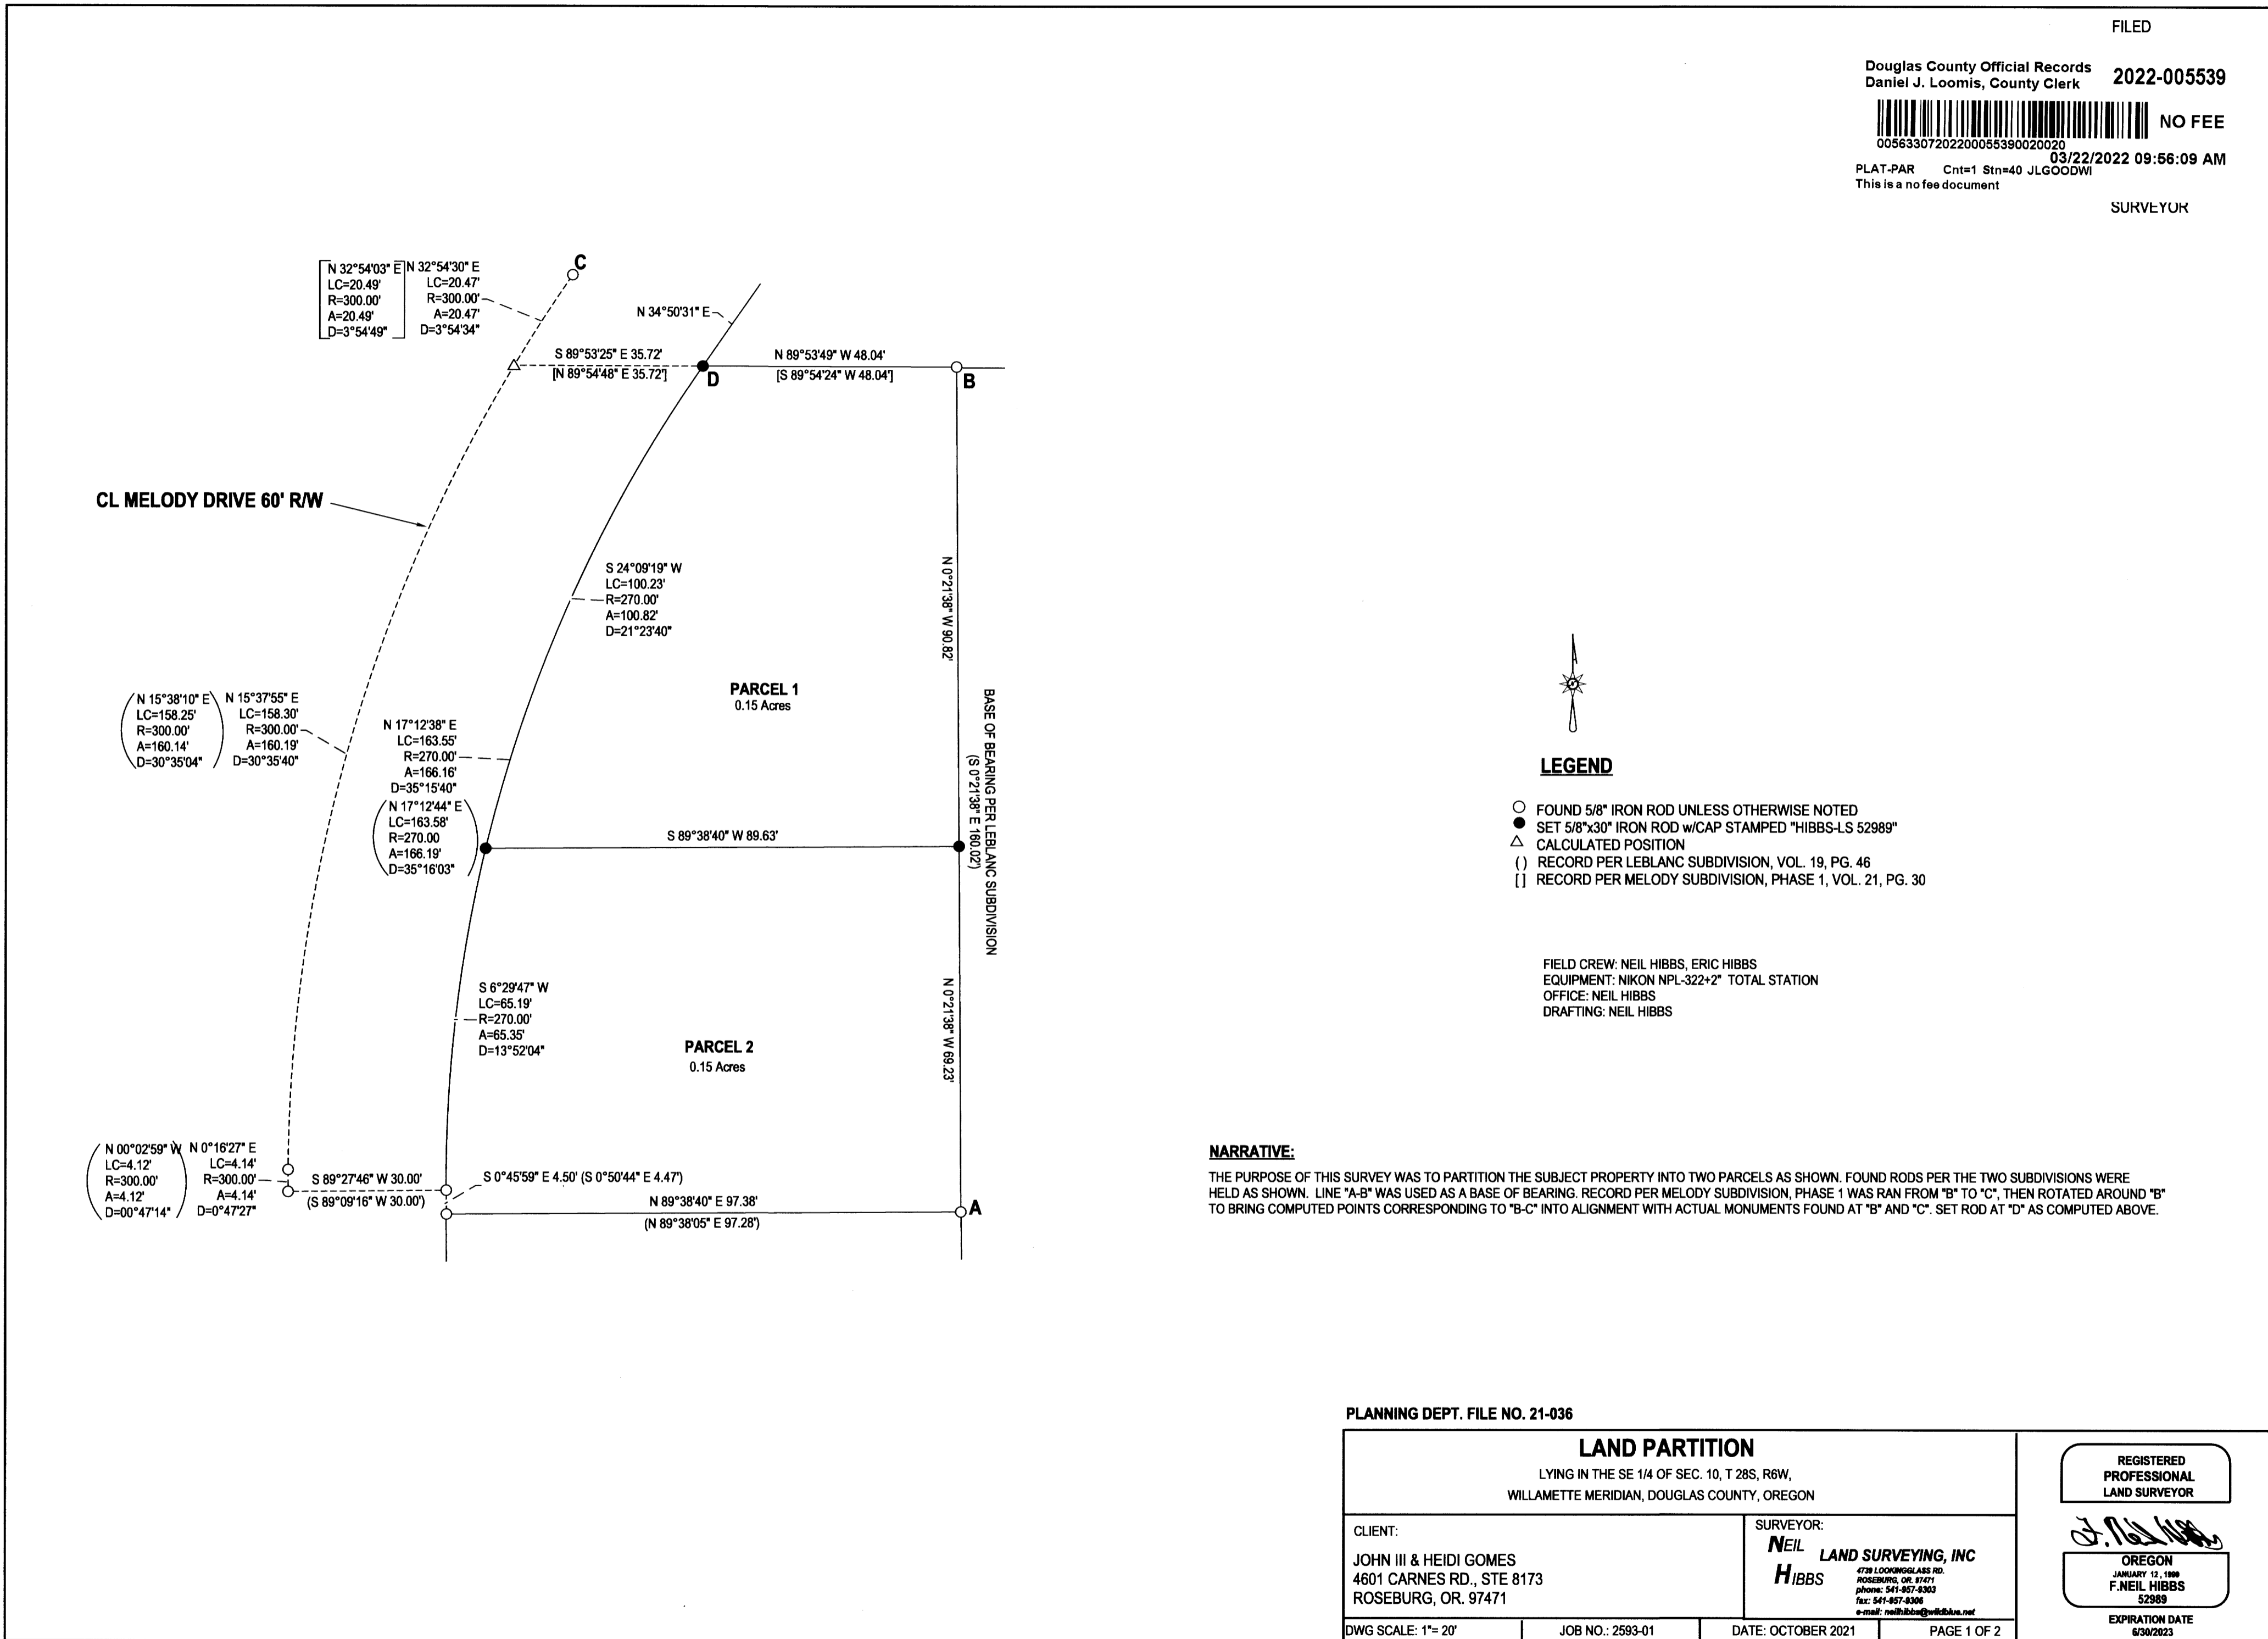 FILED
Douglas County Official Records
Daniel J. Loomis, County Clerk
2022-005539
NO FEE
00563307202200055390020020
03/22/2022 09:56:09 AM
PLAT-PAR Cnt=1 Stn=40 JLGOODWI
This is a no fee document
SURVEYOR
[N 32°54'03" E
LC=20.49'
R=300.00'
A=20.49'
D=3°54'49"]
N 32°54'30" E
LC=20.47'
R=300.00'
A=20.47'
D=3°54'34"
C
N 34°50'31" E
S 89°53'25" E 35.72'
[N 89°54'48" E 35.72']
D
N 89°53'49" W 48.04'
[S 89°54'24" W 48.04']
B
CL MELODY DRIVE 60' R/W
S 24°09'19" W
LC=100.23'
R=270.00'
A=100.82'
D=21°23'40"
N 0°21'38" W 90.82'
PARCEL 1
0.15 Acres
BASE OF BEARING PER LEBLANC SUBDIVISION
(S 0°21'38" E 160.02')
(N 15°38'10" E
LC=158.25'
R=300.00'
A=160.14'
D=30°35'04")
N 15°37'55" E
LC=158.30'
R=300.00'
A=160.19'
D=30°35'40"
N 17°12'38" E
LC=163.55'
R=270.00'
A=166.16'
D=35°15'40"
(N 17°12'44" E
LC=163.58'
R=270.00
A=166.19'
D=35°16'03")
S 89°38'40" W 89.63'
S 6°29'47" W
LC=65.19'
R=270.00'
A=65.35'
D=13°52'04"
N 0°21'38" W 69.23'
PARCEL 2
0.15 Acres
(N 00°02'59" W
LC=4.12'
R=300.00'
A=4.12'
D=00°47'14")
N 0°16'27" E
LC=4.14'
R=300.00'
A=4.14'
D=0°47'27"
S 89°27'46" W 30.00'
(S 89°09'16" W 30.00')
S 0°45'59" E 4.50' (S 0°50'44" E 4.47')
N 89°38'40" E 97.38'
(N 89°38'05" E 97.28')
A
LEGEND
FOUND 5/8" IRON ROD UNLESS OTHERWISE NOTED
SET 5/8"x30" IRON ROD w/CAP STAMPED "HIBBS-LS 52989"
CALCULATED POSITION
( ) RECORD PER LEBLANC SUBDIVISION, VOL. 19, PG. 46
[ ] RECORD PER MELODY SUBDIVISION, PHASE 1, VOL. 21, PG. 30
FIELD CREW: NEIL HIBBS, ERIC HIBBS
EQUIPMENT: NIKON NPL-322+2" TOTAL STATION
OFFICE: NEIL HIBBS
DRAFTING: NEIL HIBBS
NARRATIVE:
THE PURPOSE OF THIS SURVEY WAS TO PARTITION THE SUBJECT PROPERTY INTO TWO PARCELS AS SHOWN. FOUND RODS PER THE TWO SUBDIVISIONS WERE
HELD AS SHOWN. LINE "A-B" WAS USED AS A BASE OF BEARING. RECORD PER MELODY SUBDIVISION, PHASE 1 WAS RAN FROM "B" TO "C", THEN ROTATED AROUND "B"
TO BRING COMPUTED POINTS CORRESPONDING TO "B-C" INTO ALIGNMENT WITH ACTUAL MONUMENTS FOUND AT "B" AND "C". SET ROD AT "D" AS COMPUTED ABOVE.
PLANNING DEPT. FILE NO. 21-036
LAND PARTITION
LYING IN THE SE 1/4 OF SEC. 10, T 28S, R6W,
WILLAMETTE MERIDIAN, DOUGLAS COUNTY, OREGON
CLIENT:
JOHN III & HEIDI GOMES
4601 CARNES RD., STE 8173
ROSEBURG, OR. 97471
SURVEYOR:
NEIL
HIBBS
LAND SURVEYING, INC
4739 LOOKINGGLASS RD.
ROSEBURG, OR. 97471
phone: 541-957-9303
fax: 541-957-9306
e-mail: neilhibbs@wildblue.net
DWG SCALE: 1"= 20'
JOB NO.: 2593-01
DATE: OCTOBER 2021
PAGE 1 OF 2
REGISTERED
PROFESSIONAL
LAND SURVEYOR
OREGON
JANUARY 12,
F.NEIL HIBBS
52989
EXPIRATION DATE
6/30/2023